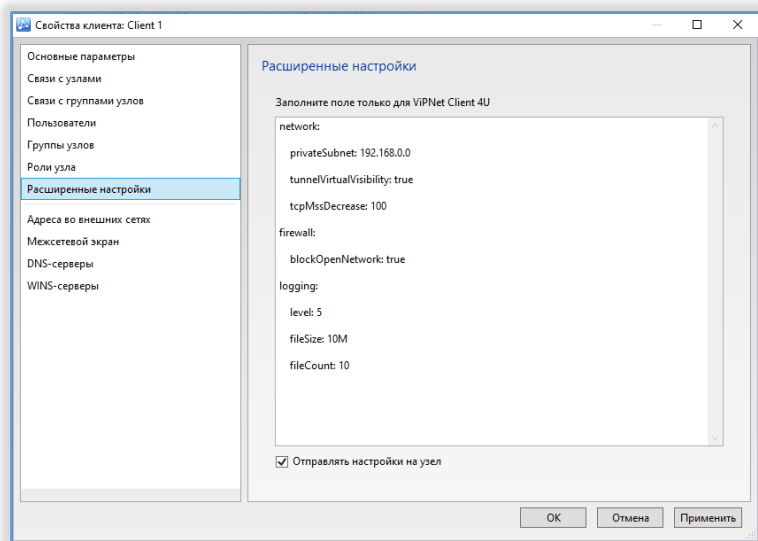 Свойства клиента: Client 1
Основные параметры
Связи с узлами
Связи с группами узлов
Пользователи
Группы узлов
Роли узла
Расширенные настройки
Адреса во внешних сетях
Межсетевой экран
DNS-серверы
WINS-серверы
Расширенные настройки
Заполните поле только для ViPNet Client 4U
network:
privateSubnet: 192.168.0.0
tunnelVirtualVisibility: true
tcpMssDecrease: 100
firewall:
blockOpenNetwork: true
logging:
level: 5
fileSize: 10M
fileCount: 10
Отправлять настройки на узел
ОК
Отмена
Применить